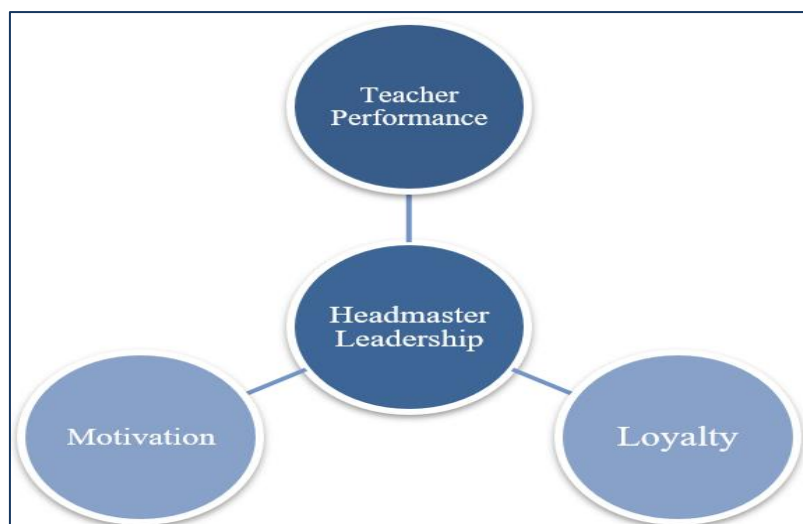 Teacher
Performance
Headmaster
Leadership
Motivation
Loyalty